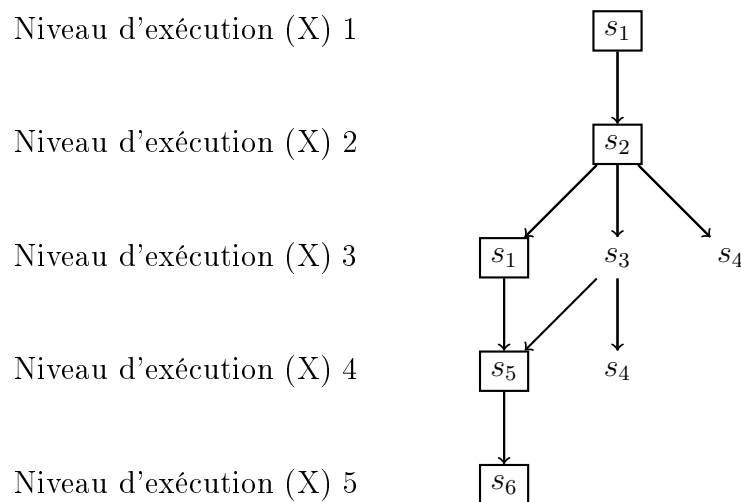 Niveau d'exécution (X) 1 s₁
Niveau d'exécution (X) 2 s₂
Niveau d'exécution (X) 3 s₁ s₃ s₄
Niveau d'exécution (X) 4 s₅ s₄
Niveau d'exécution (X) 5 s₆